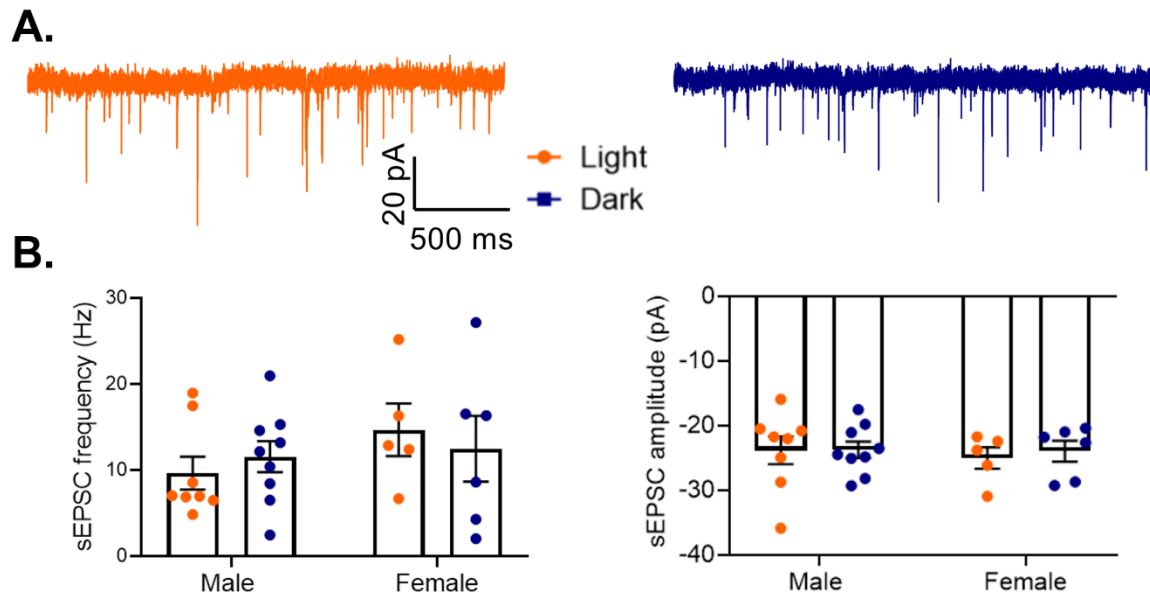 A.
20 pA
500 ms
Light
Dark
B.
sEPSC frequency (Hz)
30
20
10
0
Male
Female
sEPSC amplitude (pA)
0
-10
-20
-30
-40
Male
Female